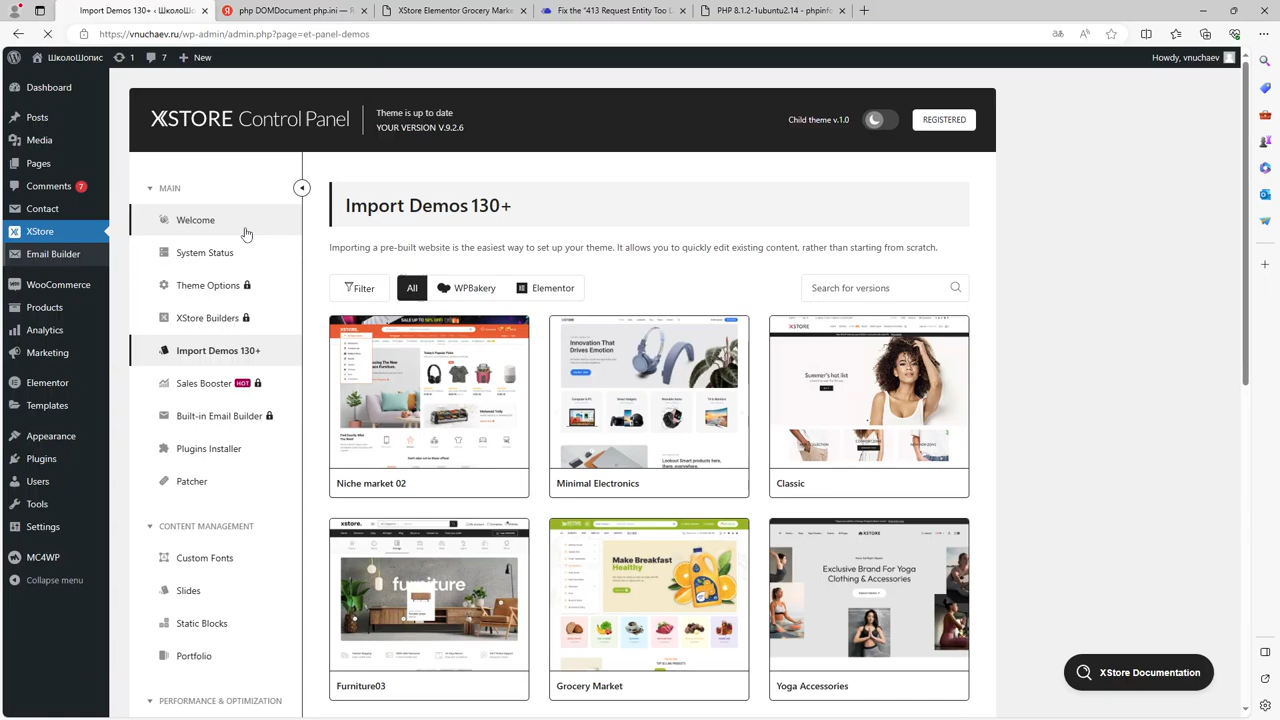 Import Demos 130+ ‹ ШколоШо
php DOMDocument php.ini — Я
XStore Elementor Grocery Marke
Fix the "413 Request Entity Too L
PHP 8.1.2-1ubuntu2.14 - phpinfo
https://vnuchaev.ru/wp-admin/admin.php?page=et-panel-demos
ШколоШопис
1
7
New
Howdy, vnuchaev
Dashboard
Posts
Media
Pages
Comments 7
Contact
XStore
Email Builder
WooCommerce
Products
Analytics
Marketing
Elementor
Templates
Appearance
Plugins
Users
Tools
Settings
MC4WP
Collapse menu
XSTORE Control Panel
Theme is up to date
YOUR VERSION V.9.2.6
Child theme v.1.0
REGISTERED
MAIN
Welcome
System Status
Theme Options
XStore Builders
Import Demos 130+
Sales Booster HOT
Built-in Email Builder
Plugins Installer
Patcher
CONTENT MANAGEMENT
Custom Fonts
Slides
Static Blocks
Portfolio
PERFORMANCE & OPTIMIZATION
Import Demos 130+
Importing a pre-built website is the easiest way to set up your theme. It allows you to quickly edit existing content, rather than starting from scratch.
Filter
All
WPBakery
Elementor
Search for versions
Niche market 02
Innovation That
Drives Emotion
Minimal Electronics
XSTORE
Summer's hot list
Classic
xstore.
furniture
Furniture03
Make Breakfast
Healthy
Grocery Market
XSTORE
Exclusive Brand For Yoga
Clothing & Accessories
Yoga Accessories
XStore Documentation